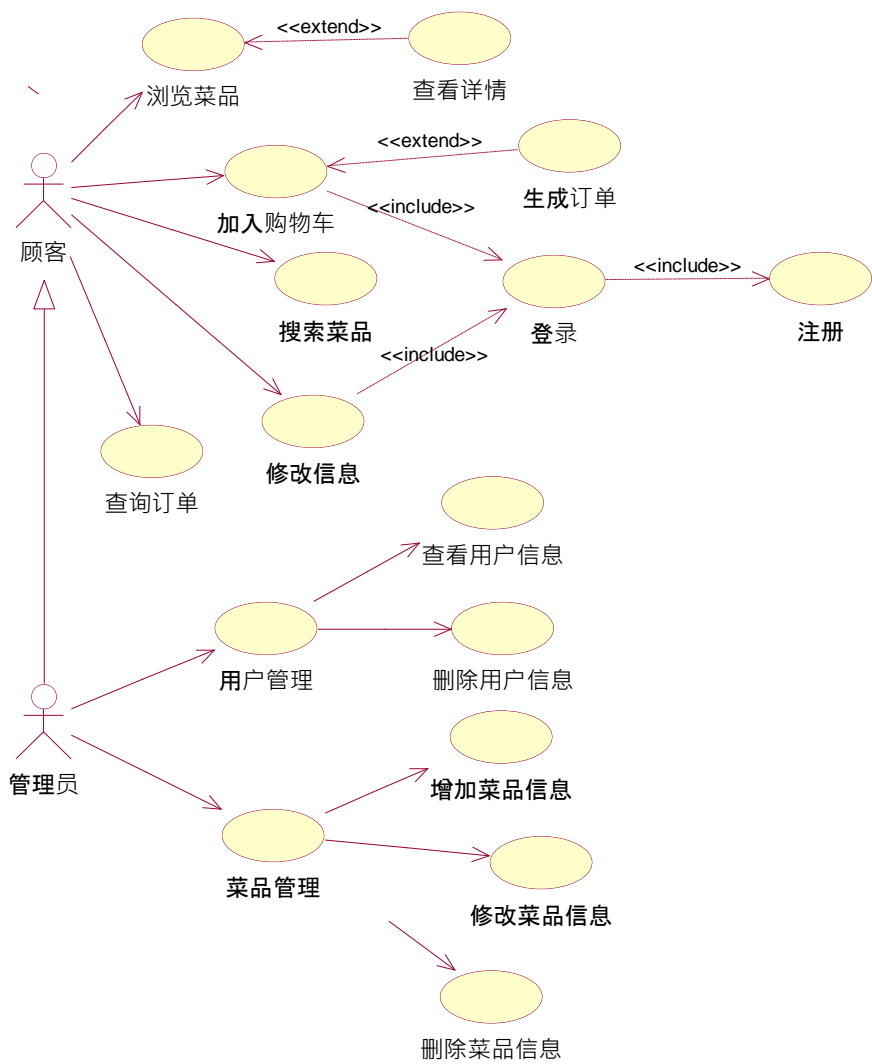 <<extend>>
浏览菜品
查看详情
<<extend>>
生成订单
加入购物车
<<include>>
顾客
<<include>>
搜索菜品
登录
注册
<<include>>
修改信息
查询订单
查看用户信息
用户管理
删除用户信息
管理员
增加菜品信息
菜品管理
修改菜品信息
删除菜品信息